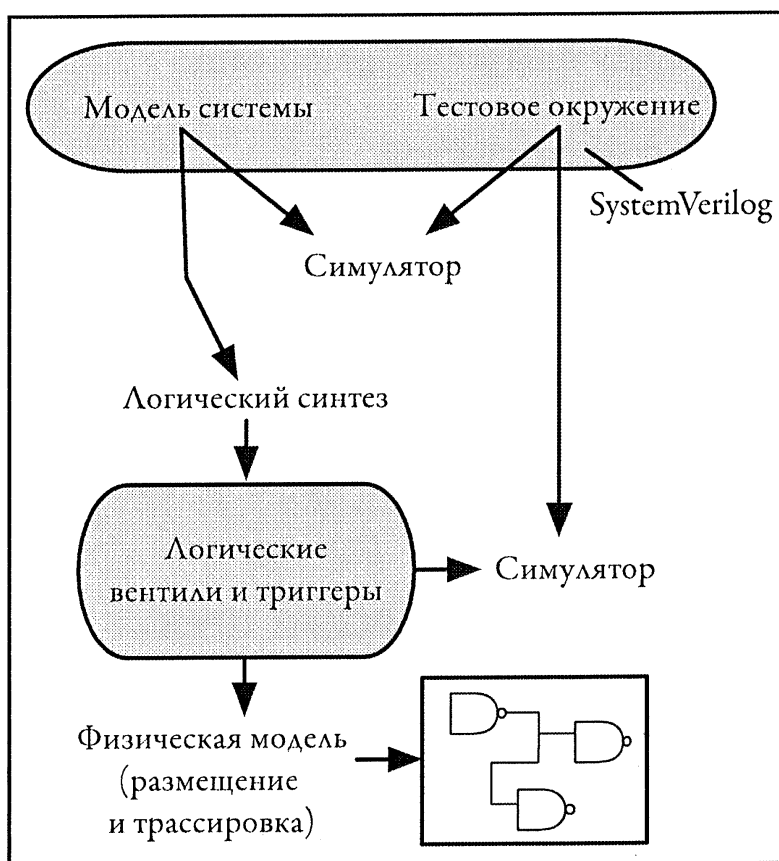 Модель системы
Тестовое окружение
SystemVerilog
Симулятор
Логический синтез
Логические
вентили и триггеры
Симулятор
Физическая модель
(размещение
и трассировка)